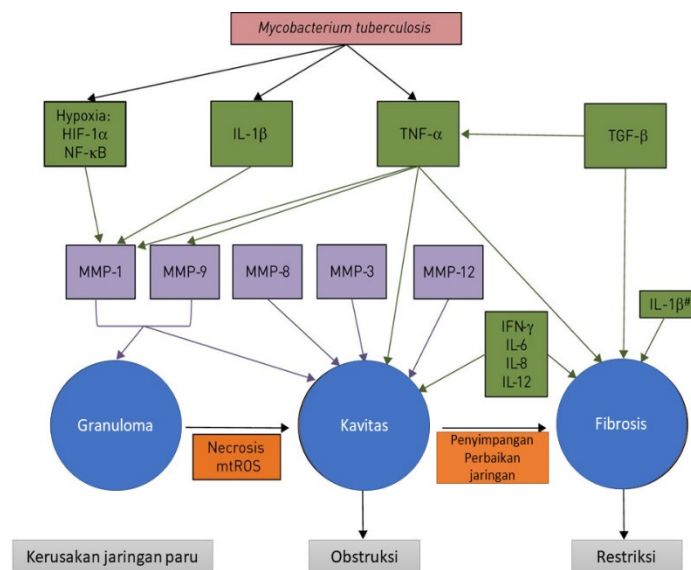 Mycobacterium tuberculosis
Hypoxia:
HIF-1α
NF-κB
IL-1β
TNF-α
TGF-β
MMP-1
MMP-9
MMP-8
MMP-3
MMP-12
IL-1β#
IFN-γ
IL-6
IL-8
IL-12
Granuloma
Necrosis
mtROS
Kavitas
Penyimpangan
Perbaikan
jaringan
Fibrosis
Kerusakan jaringan paru
Obstruksi
Restriksi